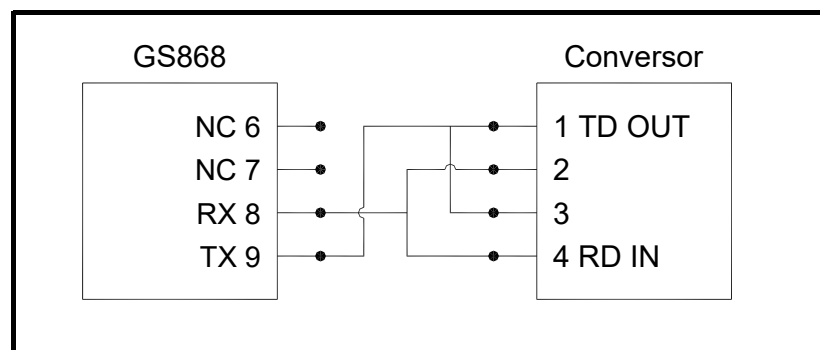 GS868
Conversor
NC 6
NC 7
RX 8
TX 9
1 TD OUT
2
3
4 RD IN